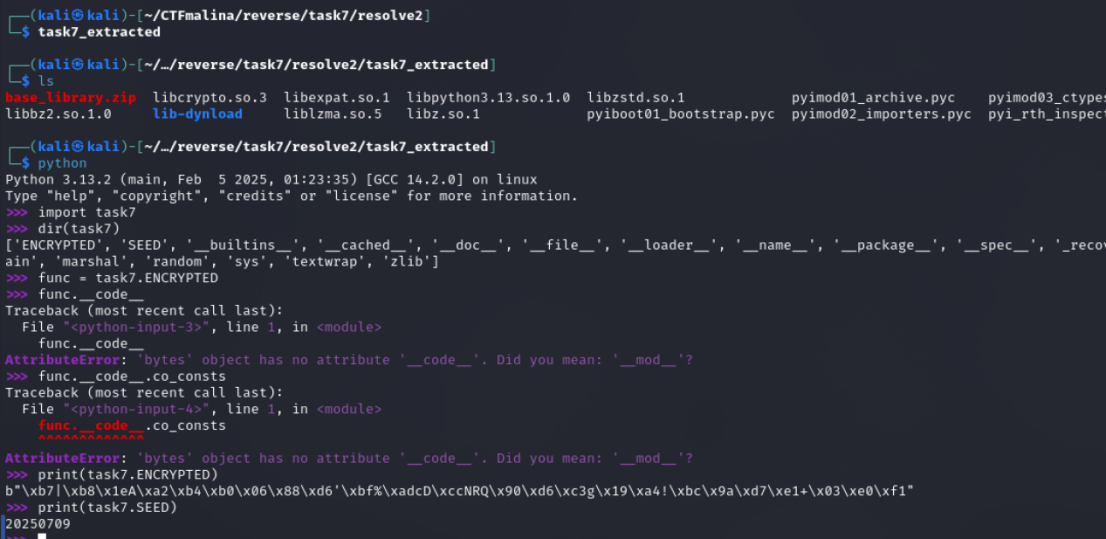 ┌──(kali㉿kali)-[~/CTFmalina/reverse/task7/resolve2]
└─$ task7_extracted
┌──(kali㉿kali)-[~/…/reverse/task7/resolve2/task7_extracted]
└─$ ls
base_library.zip libcrypto.so.3 libexpat.so.1 libpython3.13.so.1.0 libzstd.so.1 pyimod01_archive.pyc pyimod03_ctypes
libbz2.so.1.0 lib-dynload liblzma.so.5 libz.so.1 pyiboot01_bootstrap.pyc pyimod02_importers.pyc pyi_rth_inspect
┌──(kali㉿kali)-[~/…/reverse/task7/resolve2/task7_extracted]
└─$ python
Python 3.13.2 (main, Feb  5 2025, 01:23:35) [GCC 14.2.0] on linux
Type "help", "copyright", "credits" or "license" for more information.
>>> import task7
>>> dir(task7)
['ENCRYPTED', 'SEED', '__builtins__', '__cached__', '__doc__', '__file__', '__loader__', '__name__', '__package__', '__spec__', '_recov
ain', 'marshal', 'random', 'sys', 'textwrap', 'zlib']
>>> func = task7.ENCRYPTED
>>> func.__code__
Traceback (most recent call last):
  File "<python-input-3>", line 1, in <module>
    func.__code__
AttributeError: 'bytes' object has no attribute '__code__'. Did you mean: '__mod__'?
>>> func.__code__.co_consts
Traceback (most recent call last):
  File "<python-input-4>", line 1, in <module>
    func.__code__.co_consts
    ^^^^^^^^^^^^^
AttributeError: 'bytes' object has no attribute '__code__'. Did you mean: '__mod__'?
>>> print(task7.ENCRYPTED)
b"\xb7|\xb8\x1eA\xa2\xb4\xb0\x06\x88\xd6'\xbf%\xadcD\xccNRQ\x90\xd6\xc3g\x19\xa4!\xbc\x9a\xd7\xe1+\x03\xe0\xf1"
>>> print(task7.SEED)
20250709
>>>